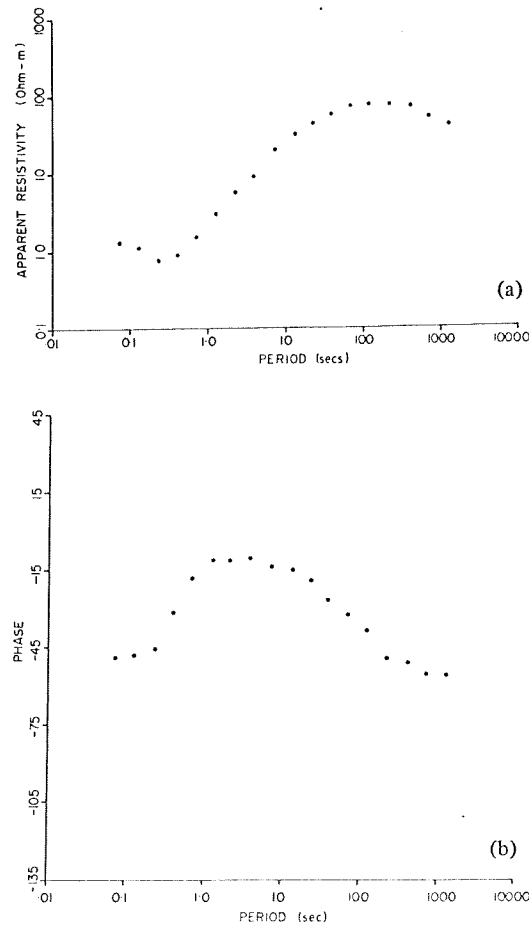 1000
100
10
1·0
0·1
APPARENT RESISTIVITY (Ohm-m)
·01 0·1 1·0 10 100 1000 10000
PERIOD (secs)
(a)
45
15
-15
-45
-75
-105
-135
PHASE
·01 0·1 1·0 10 100 1000 10000
PERIOD (sec)
(b)